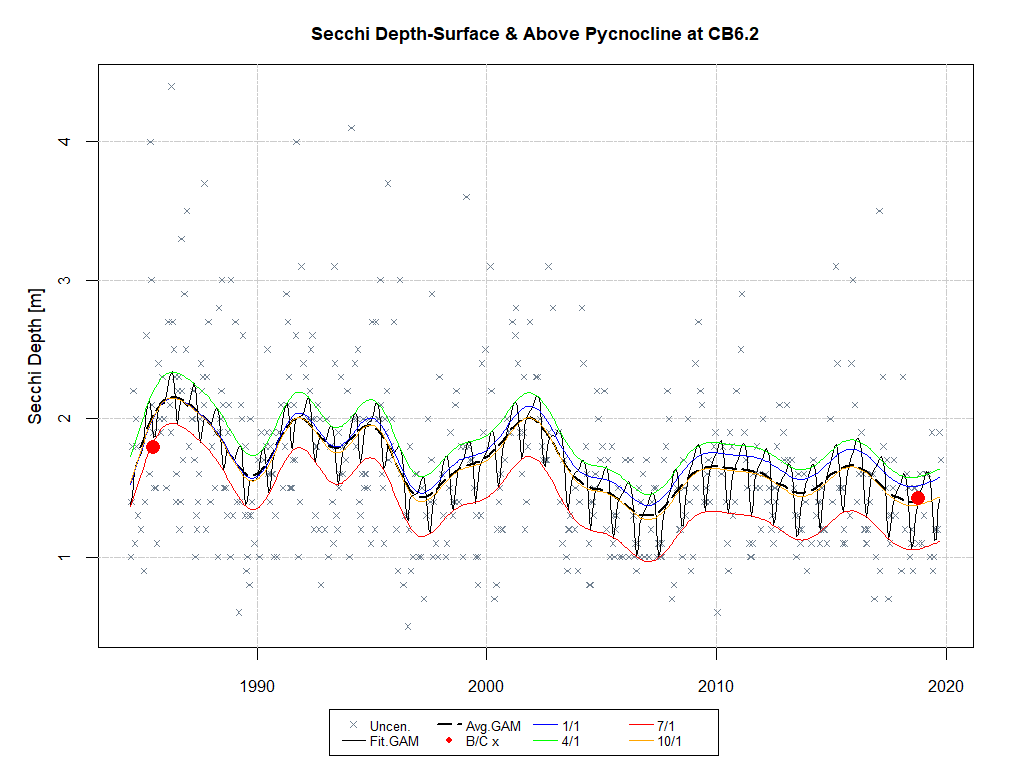 Secchi Depth-Surface & Above Pycnocline at CB6.2
Secchi Depth [m]
4
3
2
1
1990 2000 2010 2020
Uncen. Avg.GAM 1/1 7/1
Fit.GAM B/C x 4/1 10/1